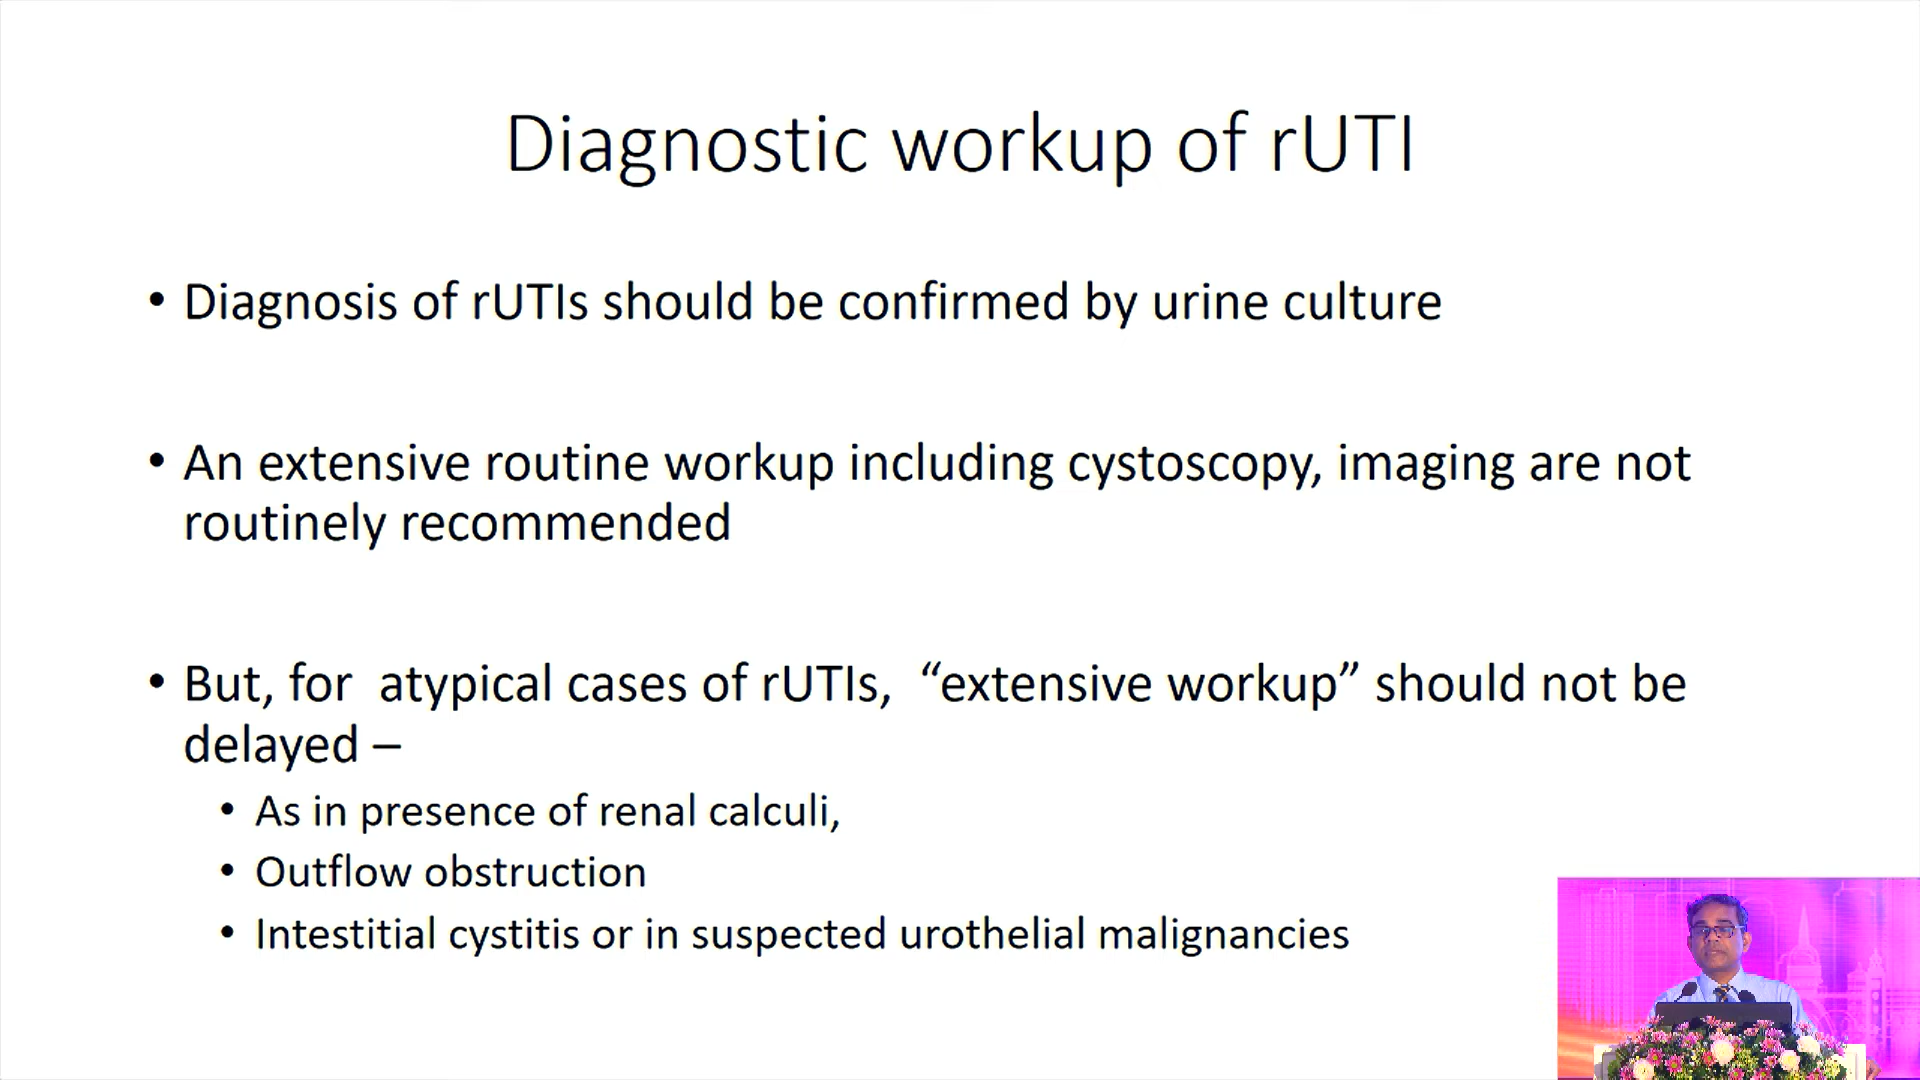 Diagnostic workup of rUTI
• Diagnosis of rUTIs should be confirmed by urine culture
• An extensive routine workup including cystoscopy, imaging are not
routinely recommended
• But, for atypical cases of rUTIs, “extensive workup” should not be
delayed –
• As in presence of renal calculi,
• Outflow obstruction
• Intestitial cystitis or in suspected urothelial malignancies